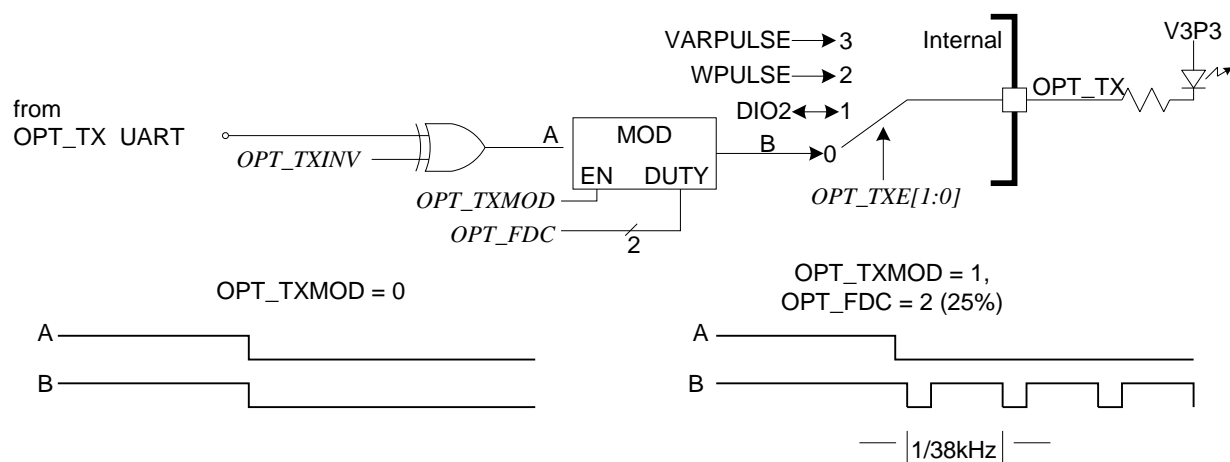 VARPULSE 3
WPULSE 2
DIO2 1
0
Internal
V3P3
OPT_TX
from
OPT_TX UART
OPT_TXINV
A
MOD
EN DUTY
B
OPT_TXMOD
OPT_FDC
2
OPT_TXE[1:0]
OPT_TXMOD = 0
A
B
OPT_TXMOD = 1,
OPT_FDC = 2 (25%)
A
B
1/38kHz